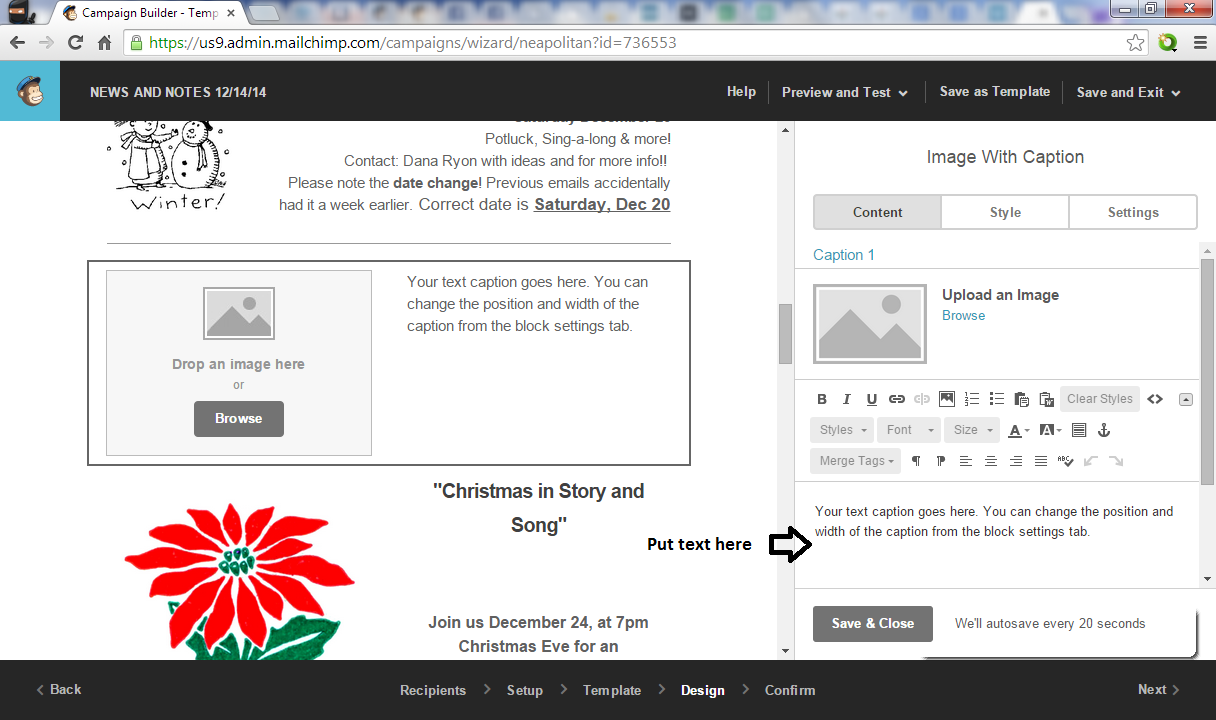 Campaign Builder - Temp
https://us9.admin.mailchimp.com/campaigns/wizard/neapolitan?id=736553
NEWS AND NOTES 12/14/14
Help
Preview and Test
Save as Template
Save and Exit
Winter!
Saturday December 20
Potluck, Sing-a-long & more!
Contact: Dana Ryon with ideas and for more info!!
Please note the date change! Previous emails accidentally
had it a week earlier. Correct date is Saturday, Dec 20
Drop an image here
or
Browse
Your text caption goes here. You can
change the position and width of the
caption from the block settings tab.
"Christmas in Story and
Song"
Join us December 24, at 7pm
Christmas Eve for an
Put text here
Image With Caption
Content
Style
Settings
Caption 1
Upload an Image
Browse
B I U
Clear Styles
Styles
Font
Size
A
A
Merge Tags
ABC
Your text caption goes here. You can change the position and
width of the caption from the block settings tab.
Save & Close
We'll autosave every 20 seconds
Back
Recipients
Setup
Template
Design
Confirm
Next